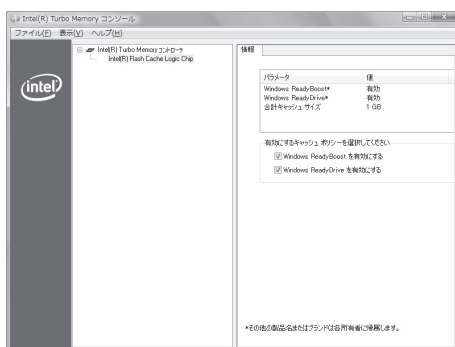 Intel(R) Turbo Memory コンソール
ファイル(F) 表示(V) ヘルプ(H)
intel
Intel(R) Turbo Memory コントローラ
Intel(R) Flash Cache Logic Chip
情報
パラメータ 値
Windows ReadyBoost* 有効
Windows ReadyDrive* 有効
合計キャッシュ サイズ 1 GB
有効にするキャッシュ ポリシーを選択してください
Windows ReadyBoost を有効にする
Windows ReadyDrive を有効にする
*その他の製品名またはブランドは各所有者に帰属します。